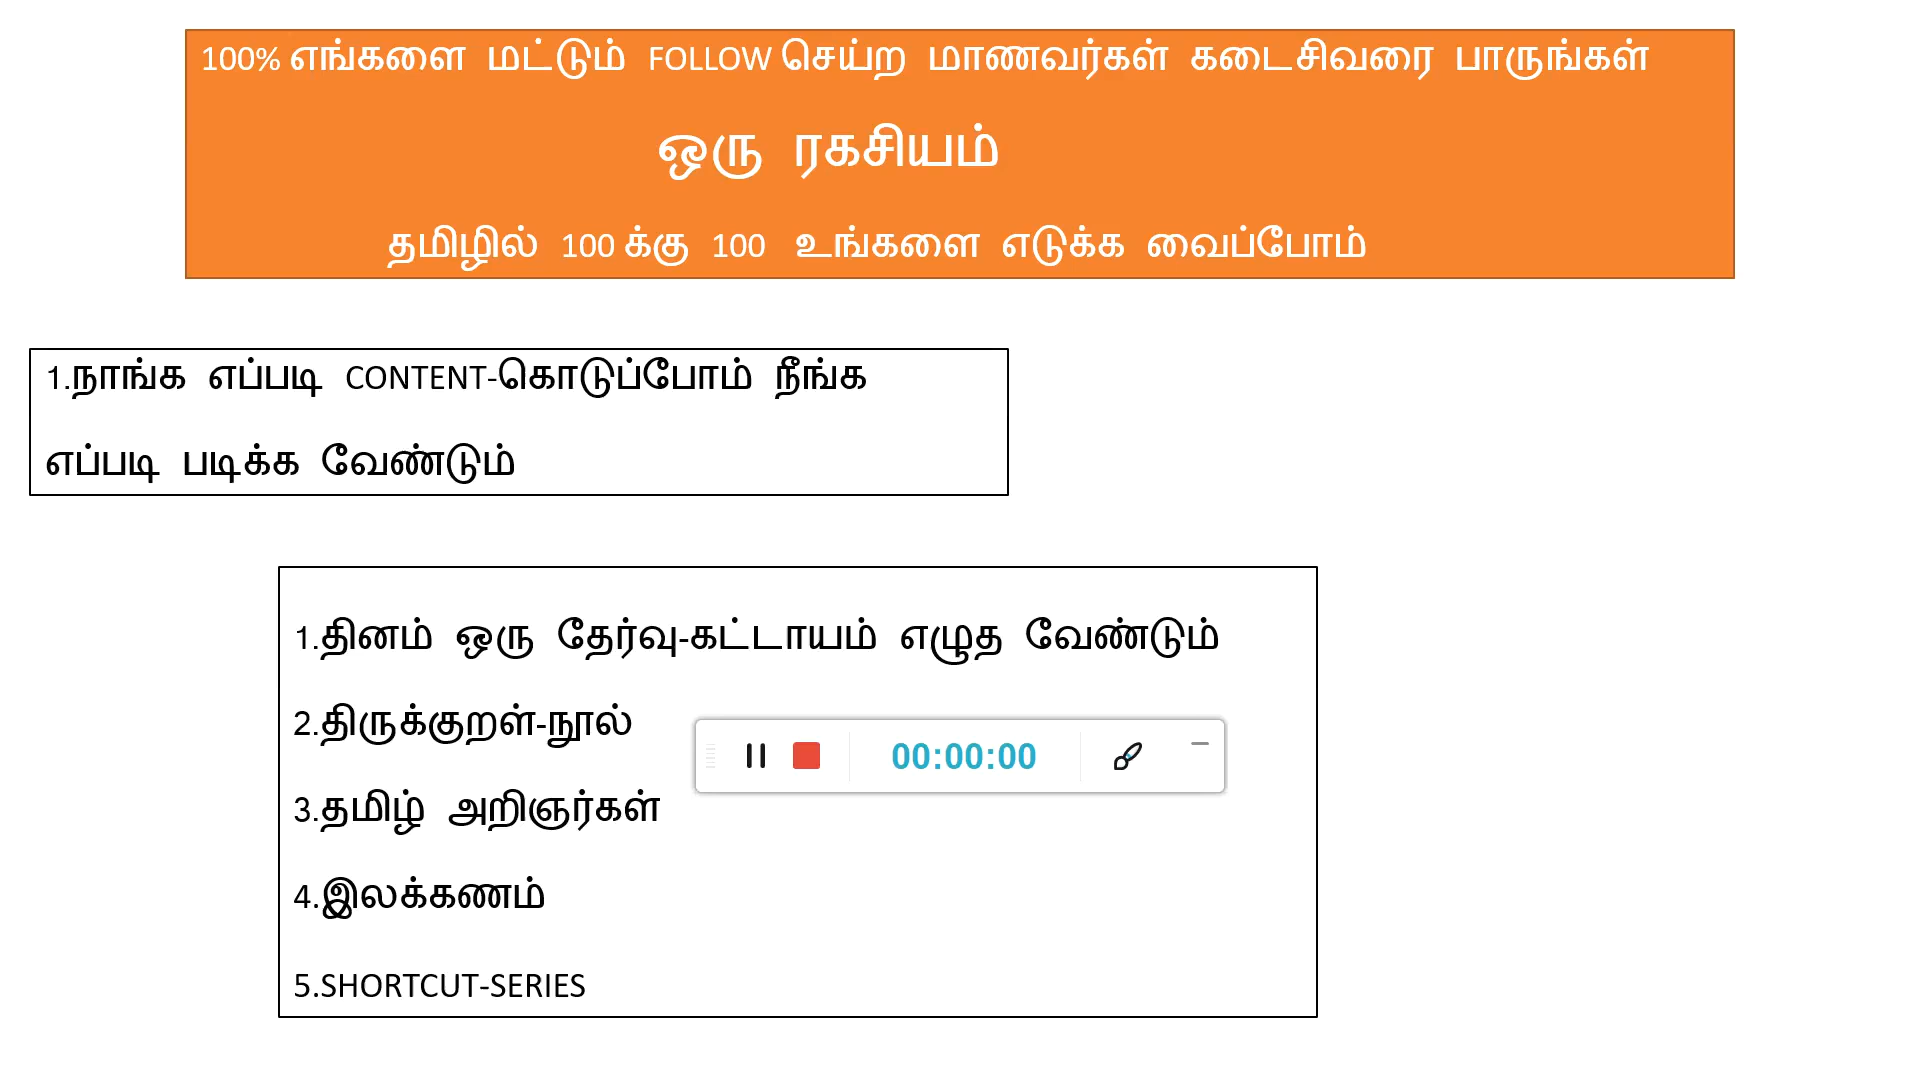 100% எங்களை மட்டும் FOLLOW செய்ற மாணவர்கள் கடைசிவரை பாருங்கள்
ஒரு ரகசியம்
தமிழில் 100 க்கு 100 உங்களை எடுக்க வைப்போம்
1.நாங்க எப்படி CONTENT-கொடுப்போம் நீங்க
எப்படி படிக்க வேண்டும்
1.தினம் ஒரு தேர்வு-கட்டாயம் எழுத வேண்டும்
2.திருக்குறள்-நூல்
00:00:00
3.தமிழ் அறிஞர்கள்
4.இலக்கணம்
5.SHORTCUT-SERIES